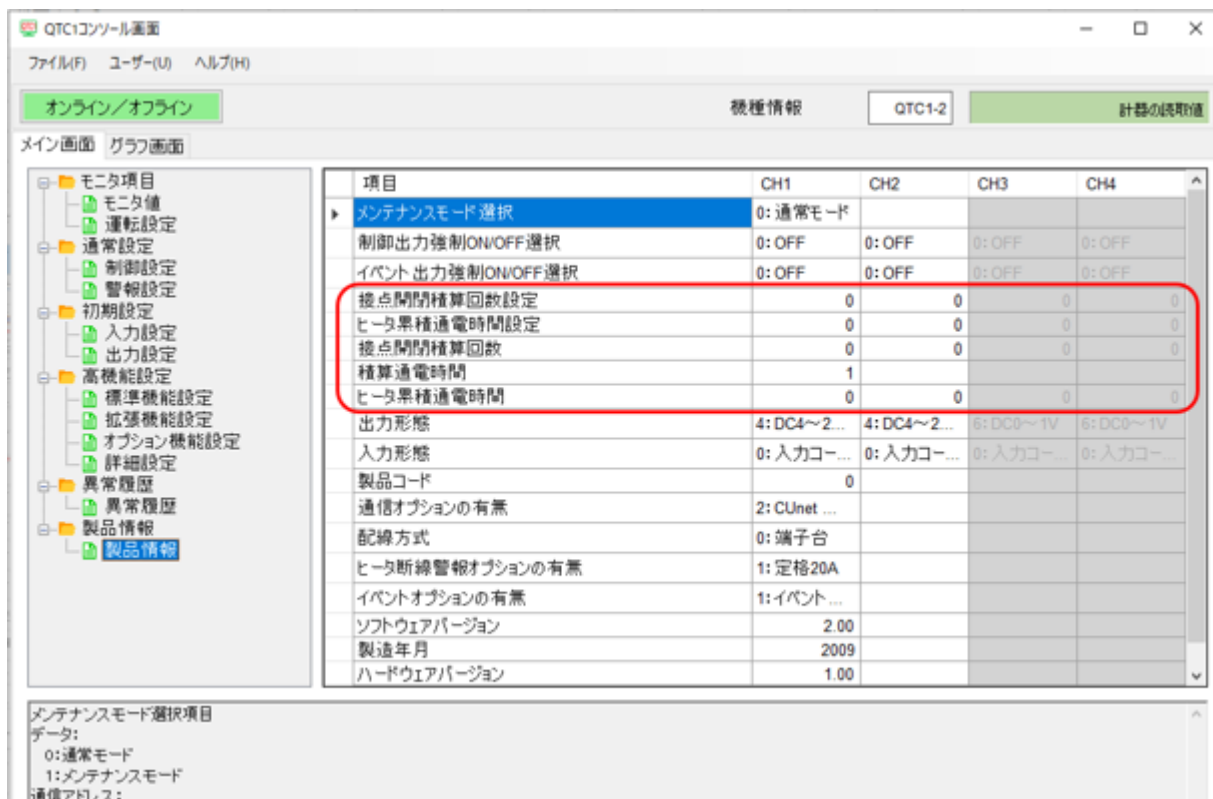 QTC1コンソール画面
ファイル(F) ユーザー(U) ヘルプ(H)
オンライン／オフライン 機種情報 QTC1-2 計器の読取値
メイン画面 グラフ画面
モニタ項目
モニタ値
運転設定
通常設定
制御設定
警報設定
初期設定
入力設定
出力設定
高機能設定
標準機能設定
拡張機能設定
オプション機能設定
詳細設定
異常履歴
異常履歴
製品情報
製品情報
項目 CH1 CH2 CH3 CH4
メンテナンスモード選択 0:通常モード
制御出力強制ON/OFF選択 0:OFF 0:OFF 0:OFF 0:OFF
イベント出力強制ON/OFF選択 0:OFF 0:OFF 0:OFF 0:OFF
接点開閉積算回数設定 0 0 0 0
ヒータ累積通電時間設定 0 0 0 0
接点開閉積算回数 0 0 0 0
積算通電時間 1
ヒータ累積通電時間 0 0 0 0
出力形態 4:DC4～2... 4:DC4～2... 6:DC0～1V 6:DC0～1V
入力形態 0:入力コー... 0:入力コー... 0:入力コー... 0:入力コー...
製品コード 0
通信オプションの有無 2:CUnet ...
配線方式 0:端子台
ヒータ断線警報オプションの有無 1:定格20A
イベントオプションの有無 1:イベント ...
ソフトウェアバージョン 2.00
製造年月 2009
ハードウェアバージョン 1.00
メンテナンスモード選択項目
データ:
0:通常モード
1:メンテナンスモード
通信アドレス: